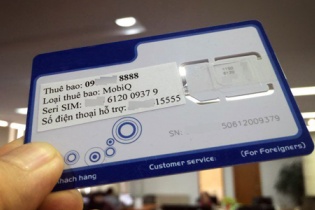 Thuê bao: 09 8888
Loại thuê bao: MobiQ
Seri SIM: 6120 0937 9
Số điện thoại hỗ trợ: 15555
SN: 50612009379
(For Foreigners)
Customer service:
khách hàng